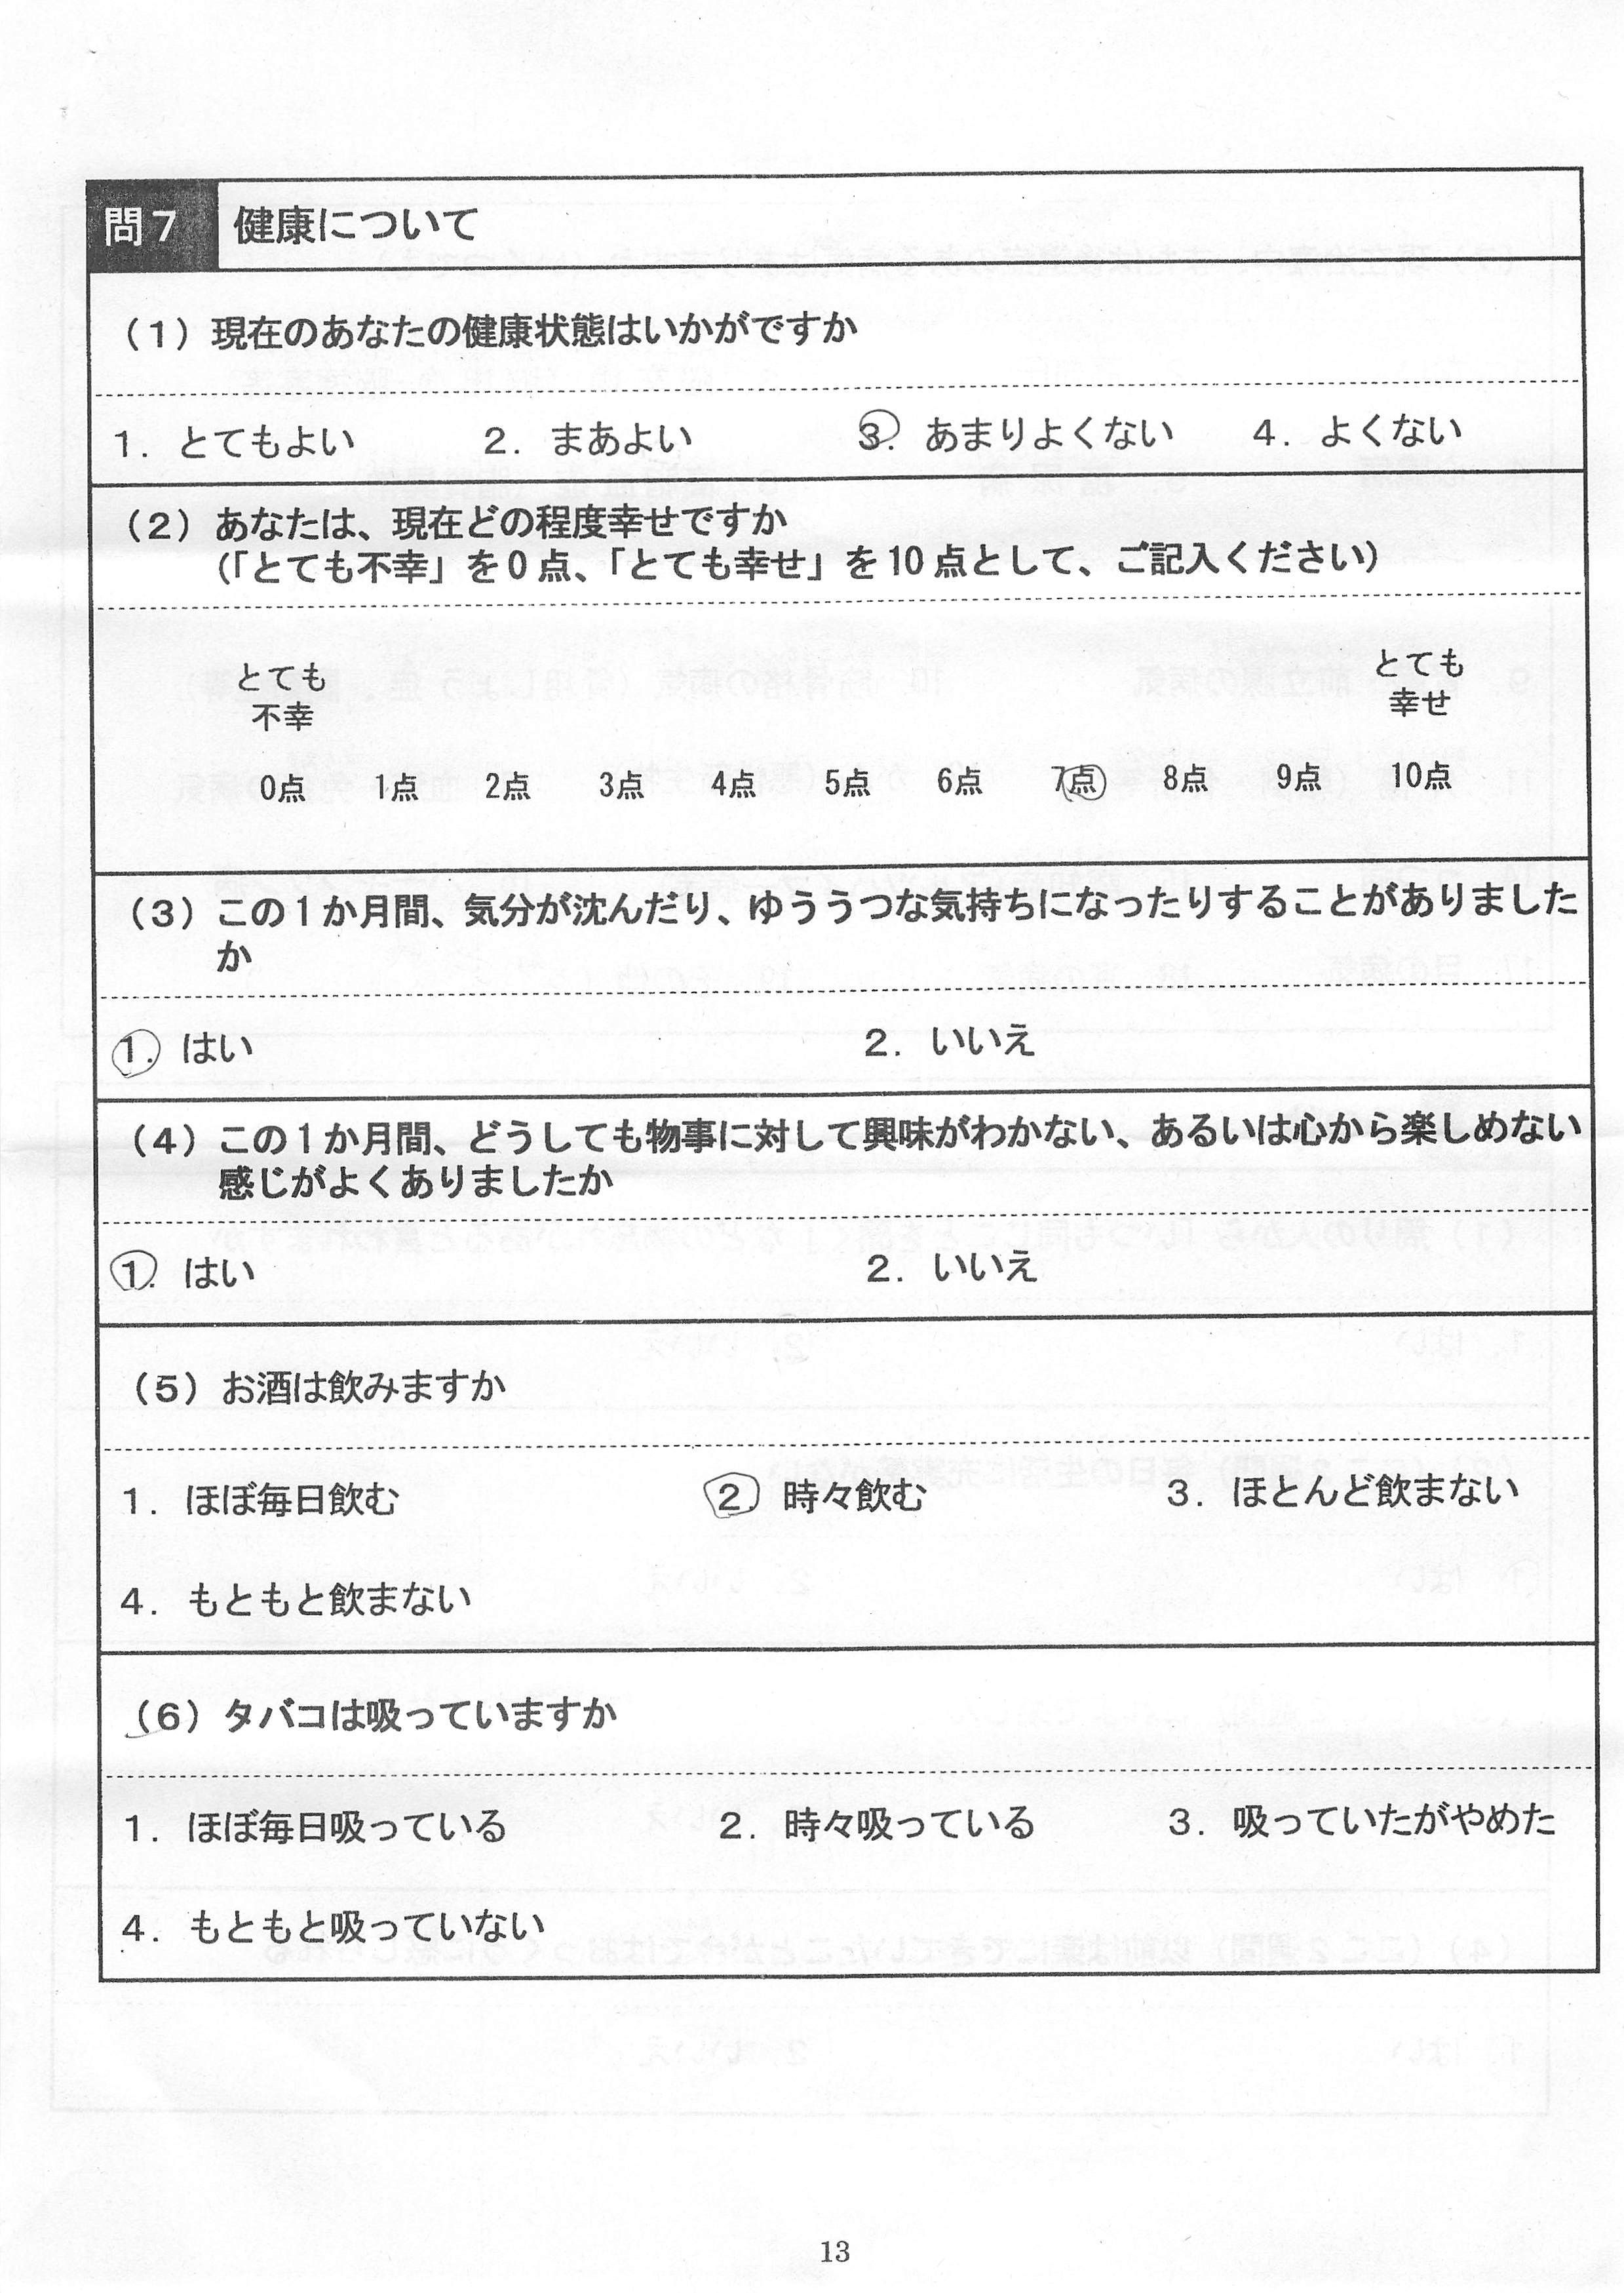 問７ 健康について
（１）現在のあなたの健康状態はいかがですか
１．とてもよい ２．まあよい ３．あまりよくない ４．よくない
（２）あなたは、現在どの程度幸せですか
（「とても不幸」を０点、「とても幸せ」を10点として、ご記入ください）
とても とても
不幸 幸せ
0点 1点 2点 3点 4点 5点 6点 7点 8点 9点 10点
（３）この１か月間、気分が沈んだり、ゆううつな気持ちになったりすることがありました
か
１．はい ２．いいえ
（４）この１か月間、どうしても物事に対して興味がわかない、あるいは心から楽しめない
感じがよくありましたか
１．はい ２．いいえ
（５）お酒は飲みますか
１．ほぼ毎日飲む ２．時々飲む ３．ほとんど飲まない
４．もともと飲まない
（６）タバコは吸っていますか
１．ほぼ毎日吸っている ２．時々吸っている ３．吸っていたがやめた
４．もともと吸っていない
13